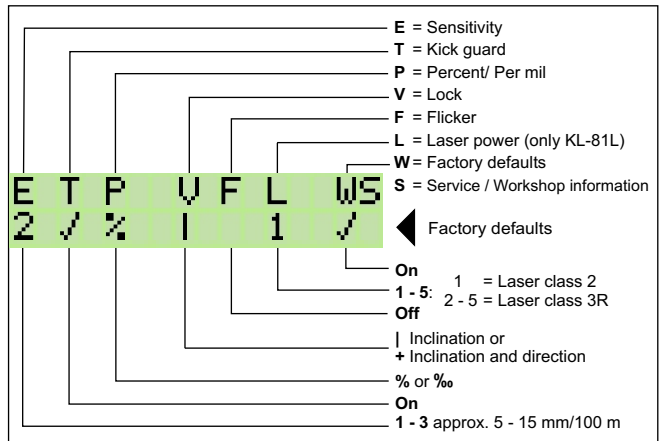 E = Sensitivity
T = Kick guard
P = Percent/ Per mil
V = Lock
F = Flicker
L = Laser power (only KL-81L)
W = Factory defaults
S = Service / Workshop information
E T P V F L WS
2 √ % | 1 √
Factory defaults
On
1 - 5: 1 = Laser class 2
2 - 5 = Laser class 3R
Off
| Inclination or
+ Inclination and direction
% or ‰
On
1 - 3 approx. 5 - 15 mm/100 m